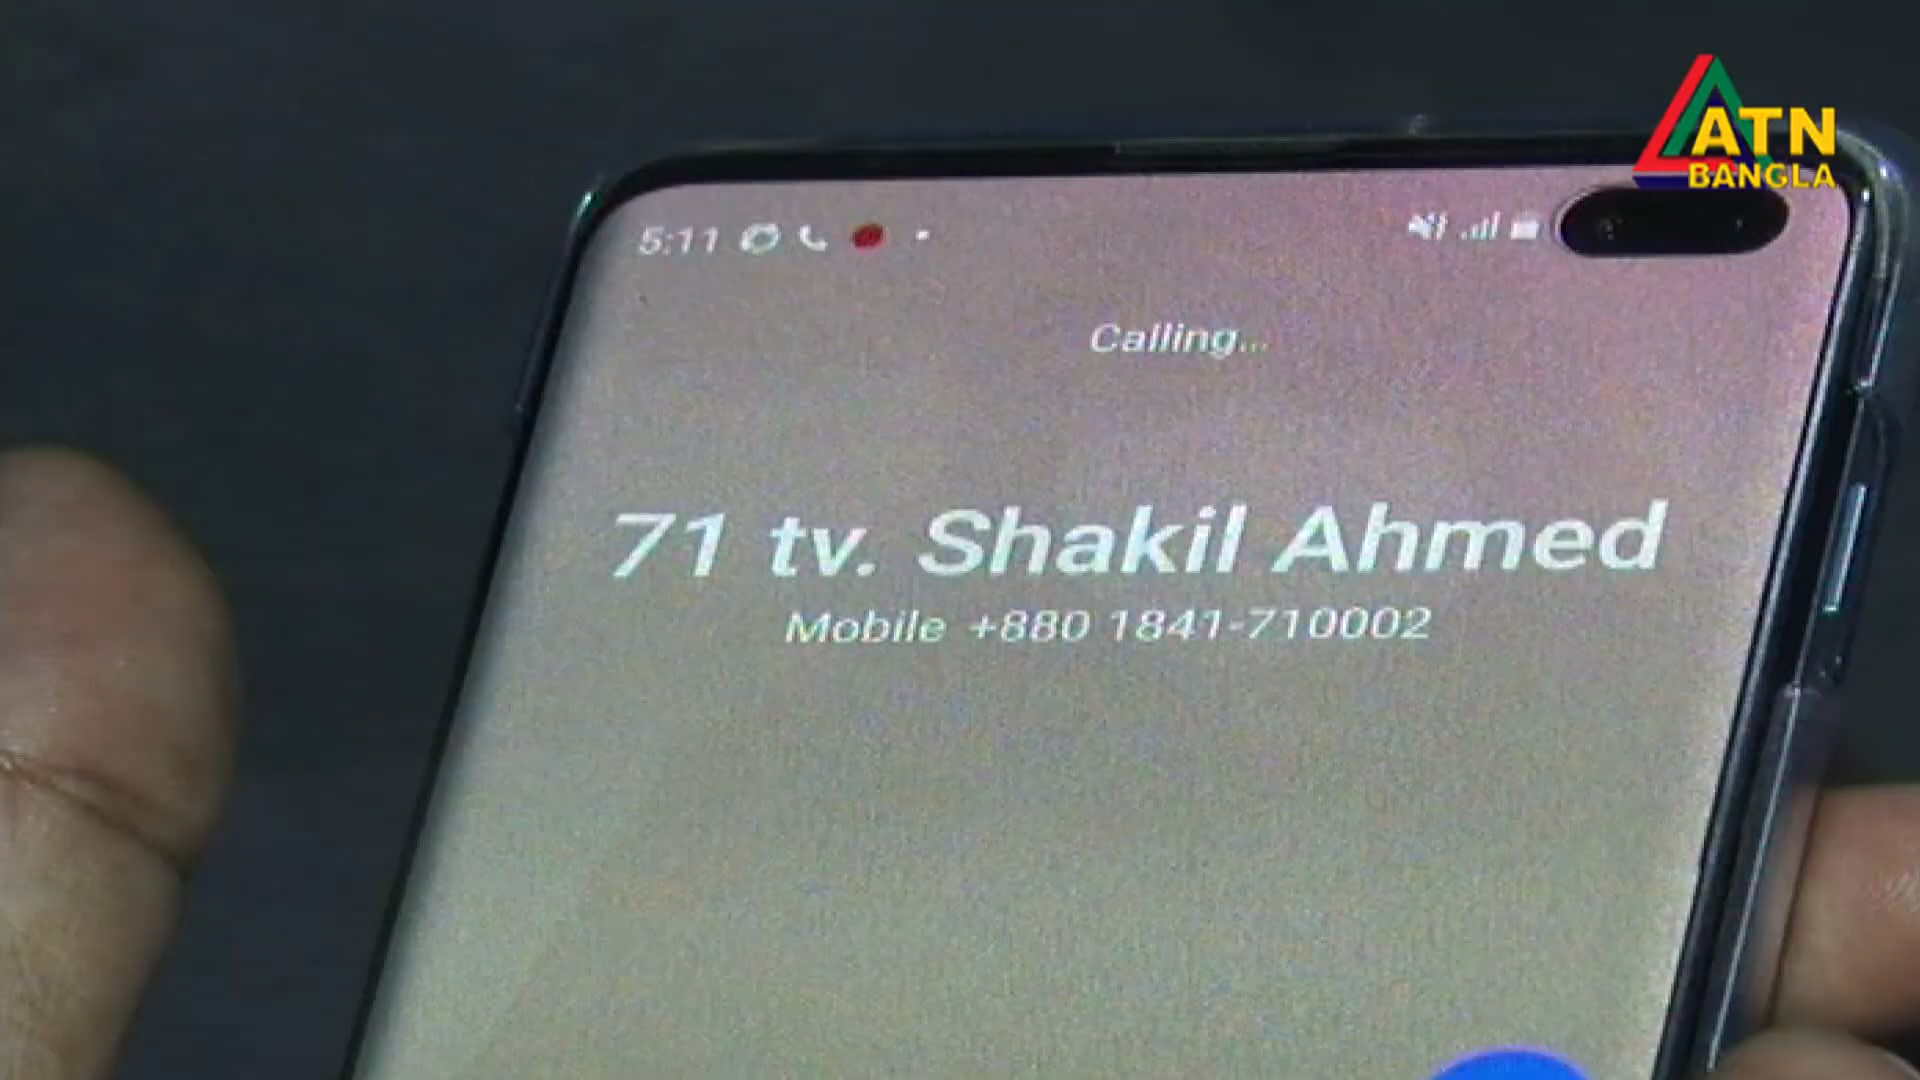 ATN
BANGLA
5:11
Calling...
71 tv. Shakil Ahmed
Mobile +880 1841-710002